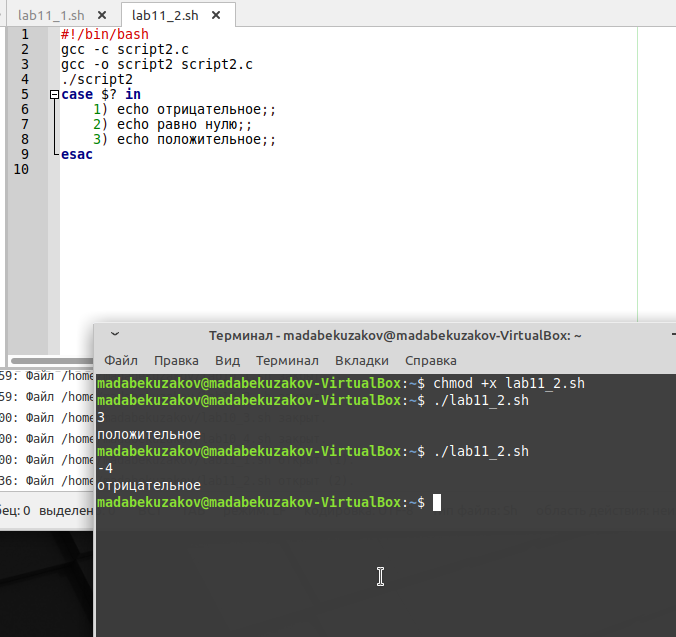 lab11_1.sh lab11_2.sh
1 #!/bin/bash
2 gcc -c script2.c
3 gcc -o script2 script2.c
4 ./script2
5 case $? in
6 1) echo отрицательное;;
7 2) echo равно нулю;;
8 3) echo положительное;;
9 esac
10
Терминал - madabekuzakov@madabekuzakov-VirtualBox: ~
Файл Правка Вид Терминал Вкладки Справка
59: Файл /home
59: Файл /home
00: Файл /home
00: Файл /home
00: Файл /home
36: Файл /home
бец: 0 выделен
madabekuzakov@madabekuzakov-VirtualBox:~$ chmod +x lab11_2.sh
madabekuzakov@madabekuzakov-VirtualBox:~$ ./lab11_2.sh
3
положительное
madabekuzakov@madabekuzakov-VirtualBox:~$ ./lab11_2.sh
-4
отрицательное
madabekuzakov@madabekuzakov-VirtualBox:~$